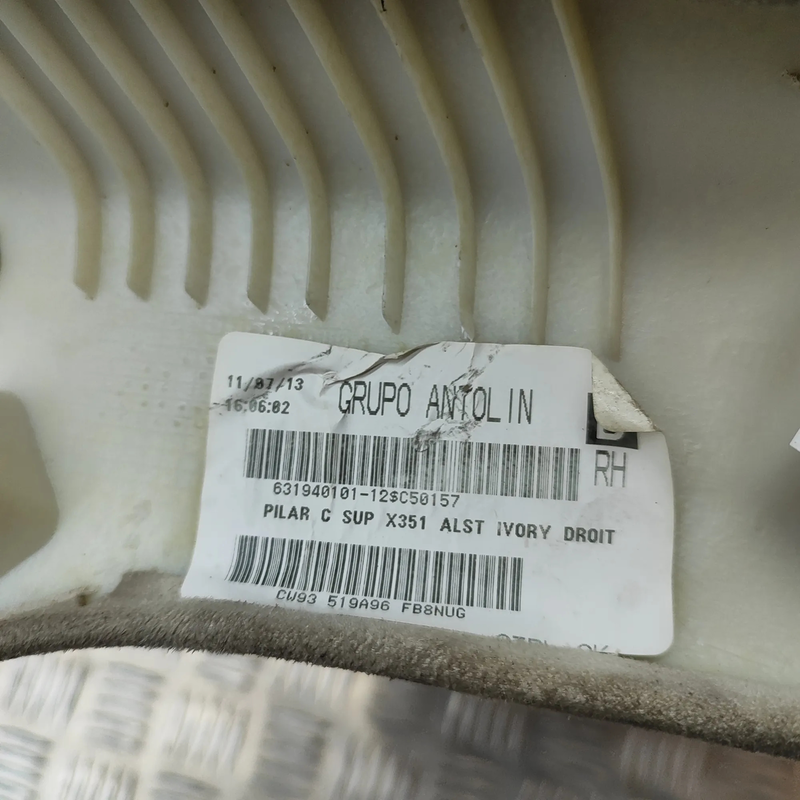 11/07/13
16:06:02
GRUPO ANTOLIN
RH
631940101-12$C50157
PILAR C SUP X351 ALST IVORY DROIT
CW93 519A96 FB8NUG